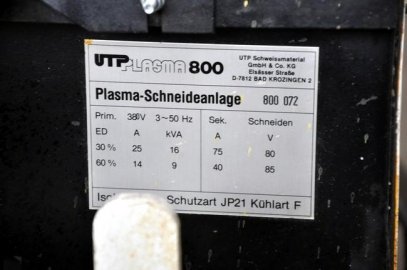 UTP PLASMA 800
UTP Schweissmaterial
GmbH & Co. KG
Elsässer Straße
D-7812 BAD KROZINGEN 2
Plasma-Schneideanlage 800 072
Prim. 380V 3~50 Hz Sek. Schneiden
ED A kVA A V
30% 25 16 75 80
60% 14 9 40 85
Schutzart JP21 Kühlart F